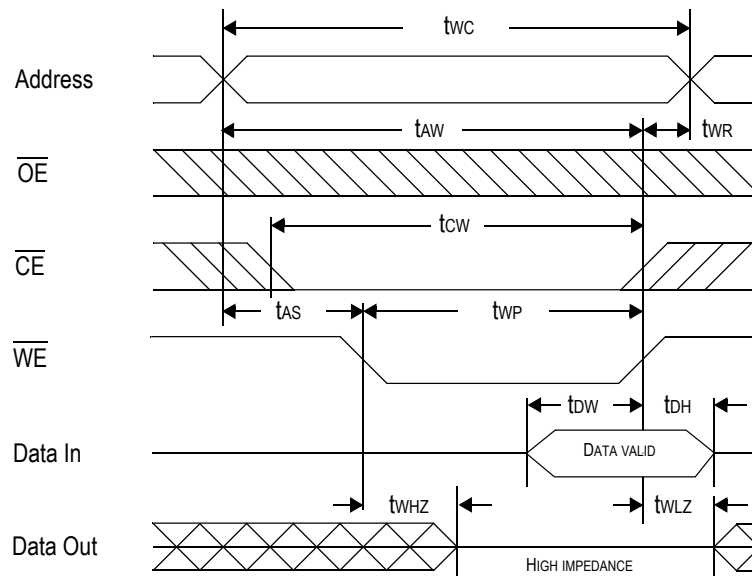 tWC
Address
tAW
tWR
OE
tCW
CE
tAS
tWP
WE
tDW
tDH
Data In
DATA VALID
tWHZ
tWLZ
Data Out
HIGH IMPEDANCE